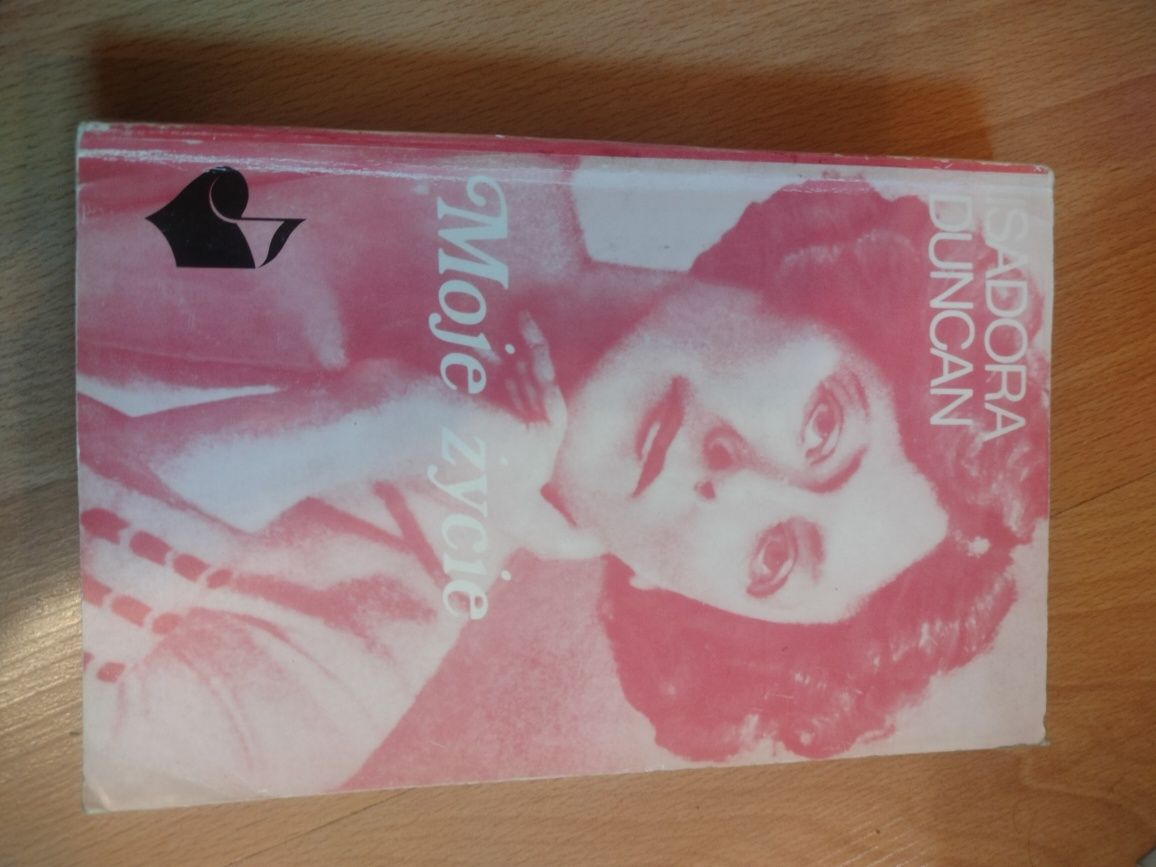 ISADORA
DUNCAN
Moje życie